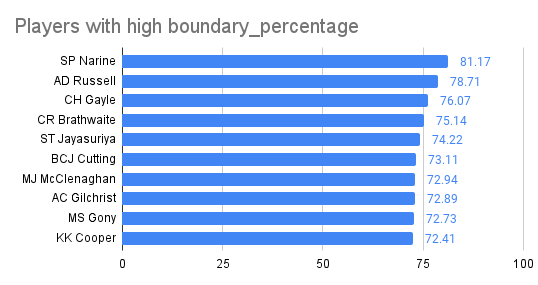 Players with high boundary_percentage
SP Narine 81.17
AD Russell 78.71
CH Gayle 76.07
CR Brathwaite 75.14
ST Jayasuriya 74.22
BCJ Cutting 73.11
MJ McClenaghan 72.94
AC Gilchrist 72.89
MS Gony 72.73
KK Cooper 72.41
0 25 50 75 100